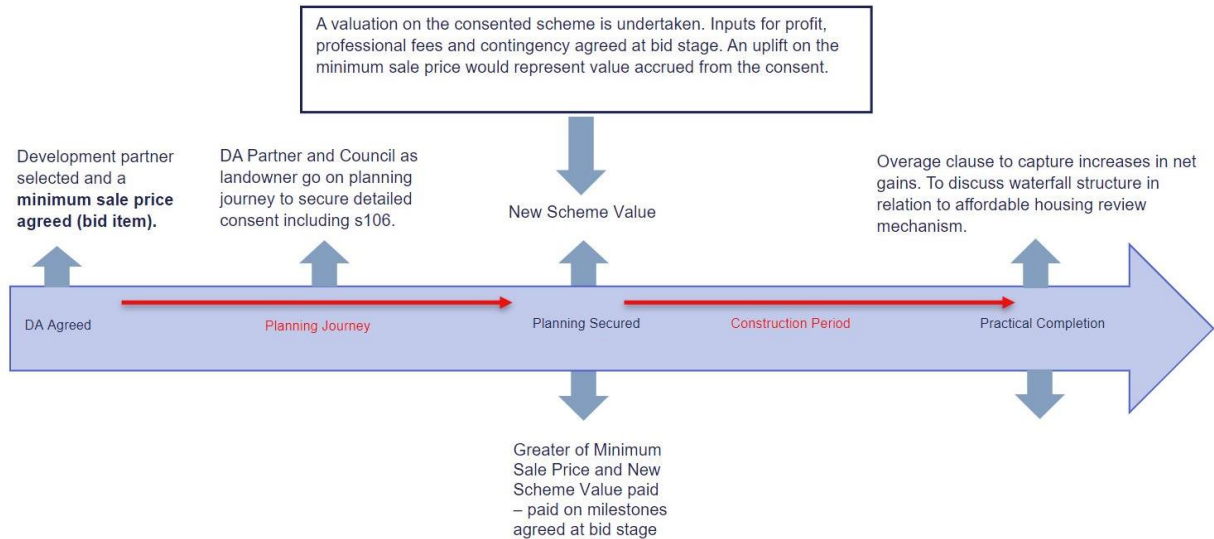 A valuation on the consented scheme is undertaken. Inputs for profit,
professional fees and contingency agreed at bid stage. An uplift on the
minimum sale price would represent value accrued from the consent.
Development partner
selected and a
minimum sale price
agreed (bid item).
DA Partner and Council as
landowner go on planning
journey to secure detailed
consent including s106.
New Scheme Value
Overage clause to capture increases in net
gains. To discuss waterfall structure in
relation to affordable housing review
mechanism.
DA Agreed
Planning Journey
Planning Secured
Construction Period
Practical Completion
Greater of Minimum
Sale Price and New
Scheme Value paid
– paid on milestones
agreed at bid stage